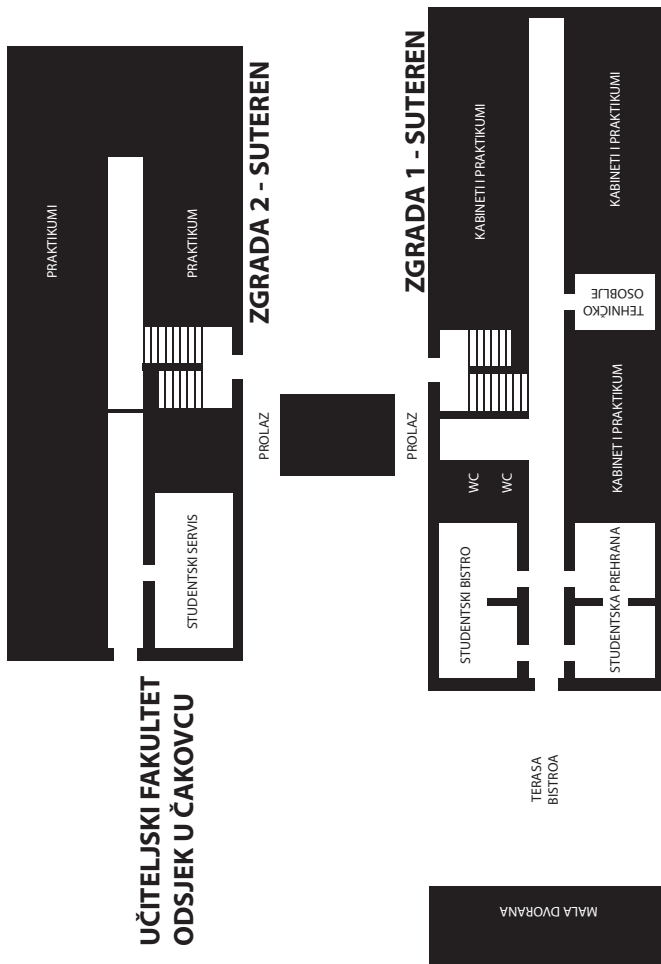 UČITELJSKI FAKULTET
ODSJEK U ČAKOVCU
ZGRADA 2 - SUTEREN
PRAKTIKUMI
PRAKTIKUM
STUDENTSKI SERVIS
PROLAZ
PROLAZ
ZGRADA 1 - SUTEREN
KABINETI I PRAKTIKUMI
WC
WC
STUDENTSKI BISTRO
KABINETI I PRAKTIKUMI
TEHNIČKO
OSOBLJE
KABINET I PRAKTIKUM
STUDENTSKA PREHRANA
TERASA
BISTROA
MALA DVORANA